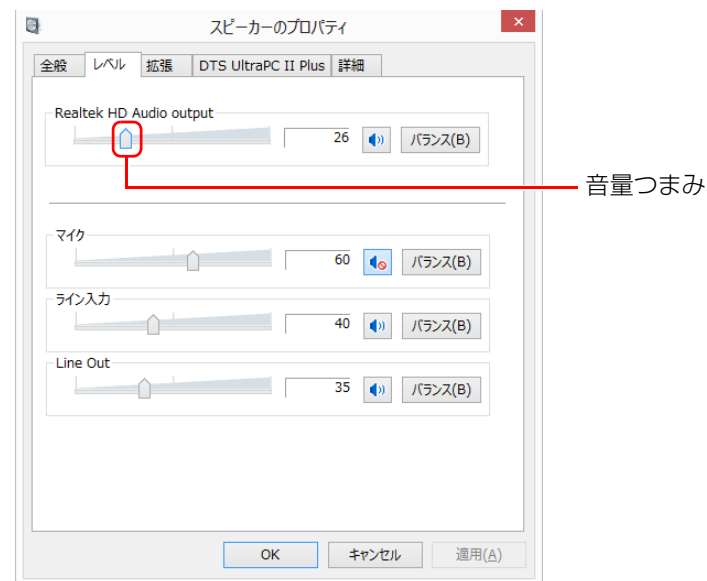 スピーカーのプロパティ
全般 レベル 拡張 DTS UltraPC II Plus 詳細
Realtek HD Audio output
26 バランス(B)
音量つまみ
マイク
60 バランス(B)
ライン入力
40 バランス(B)
Line Out
35 バランス(B)
OK キャンセル 適用(A)